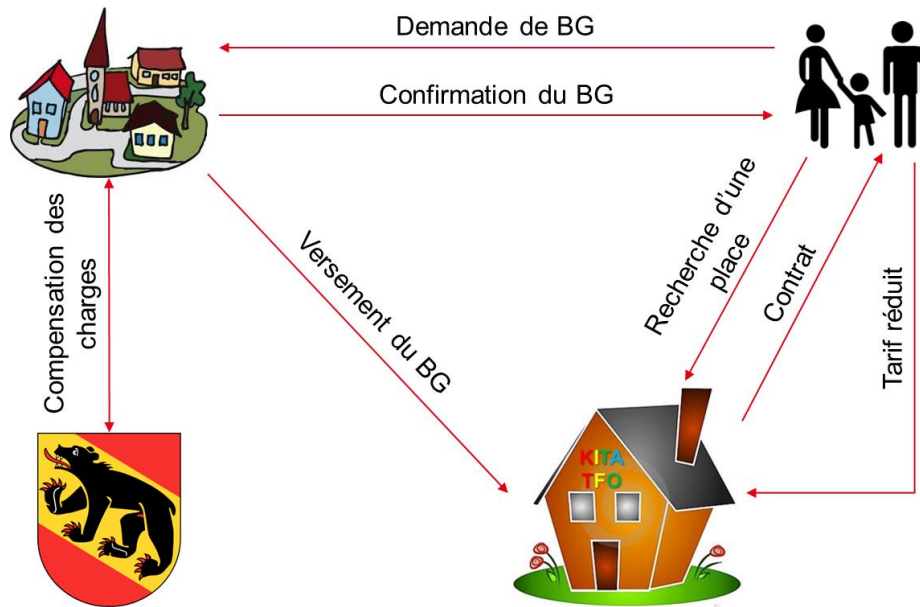 Demande de BG
Confirmation du BG
Compensation des
charges
Versement du BG
Recherche d'une
place
Contrat
Tarif réduit
KITA
TFO